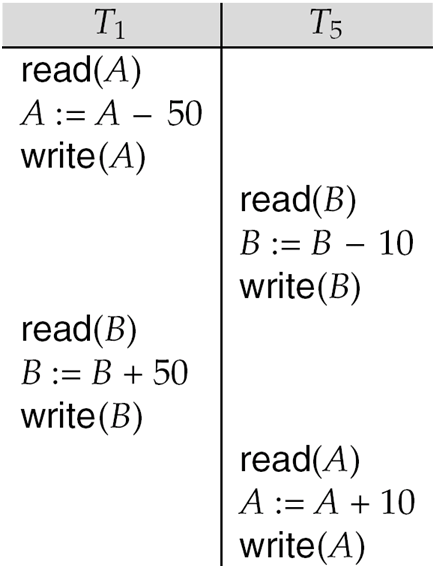 T1 T5
read(A)
A := A − 50
write(A)
read(B)
B := B − 10
write(B)
read(B)
B := B + 50
write(B)
read(A)
A := A + 10
write(A)